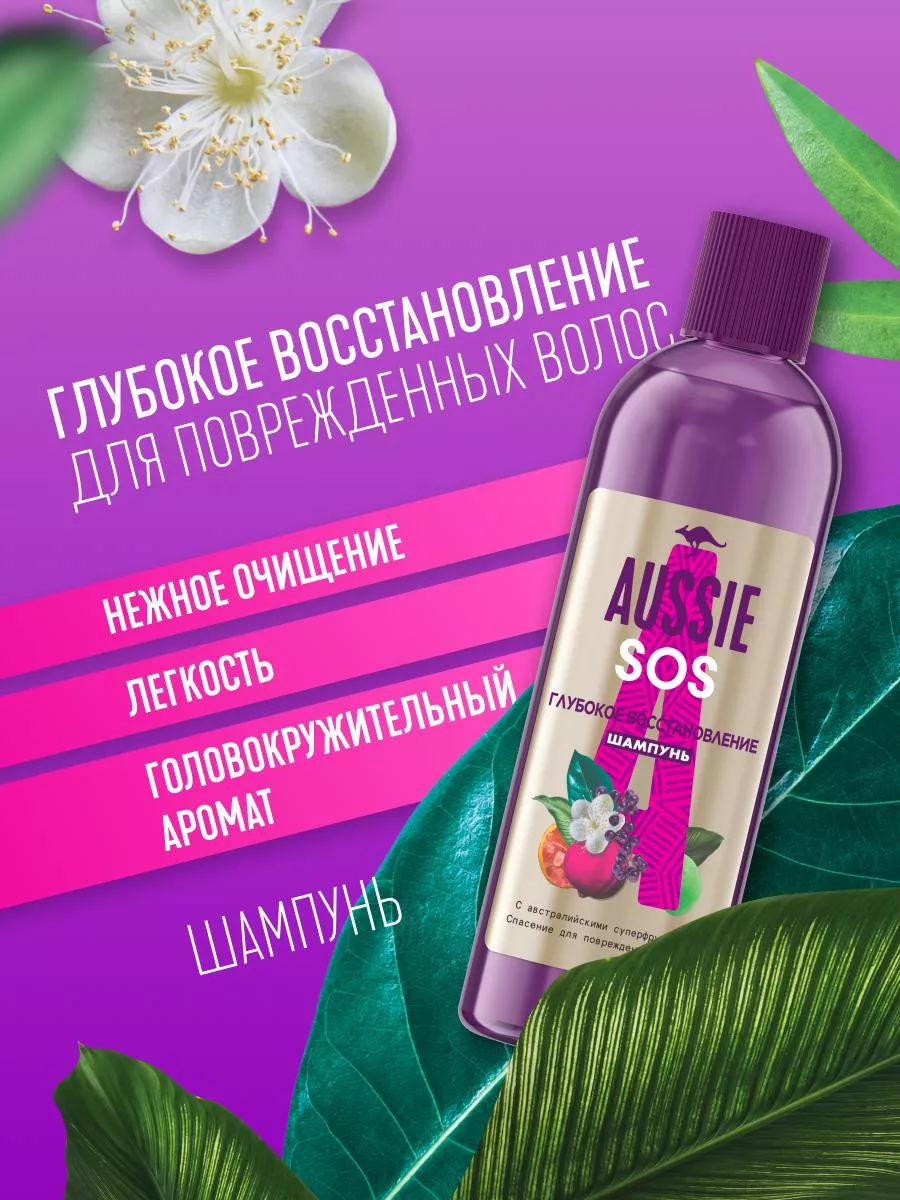 ГЛУБОКОЕ ВОССТАНОВЛЕНИЕ
ДЛЯ ПОВРЕЖДЕННЫХ ВОЛОС
НЕЖНОЕ ОЧИЩЕНИЕ
ЛЕГКОСТЬ
ГОЛОВОКРУЖИТЕЛЬНЫЙ
АРОМАТ
ШАМПУНЬ
AUSSIE
SOS
ГЛУБОКОЕ ВОССТАНОВЛЕНИЕ
ШАМПУНЬ
С австралийскими
Спасение для